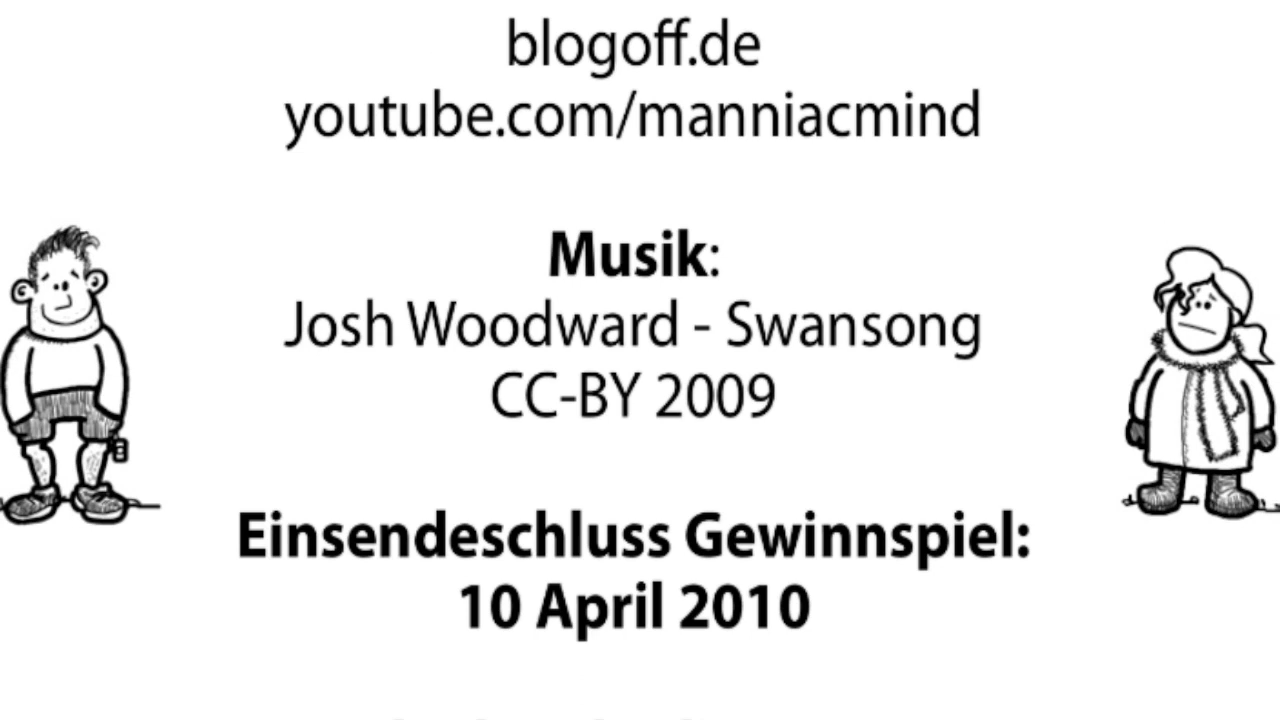 blogoff.de
youtube.com/manniacmind
Musik:
Josh Woodward - Swansong
CC-BY 2009
Einsendeschluss Gewinnspiel:
10 April 2010